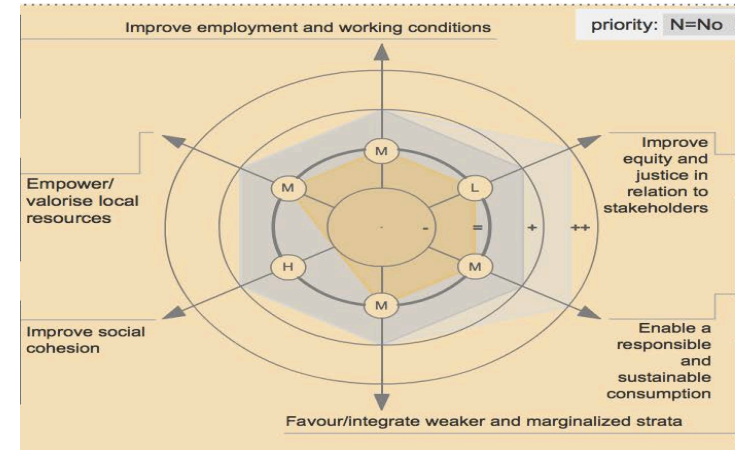 Improve employment and working conditions
priority: N=No
Improve
equity and
justice in
relation to
stakeholders
Empower/
valorise local
resources
M
M
L
- = + ++
H
M
M
Improve social
cohesion
Enable a
responsible
and
sustainable
consumption
Favour/integrate weaker and marginalized strata